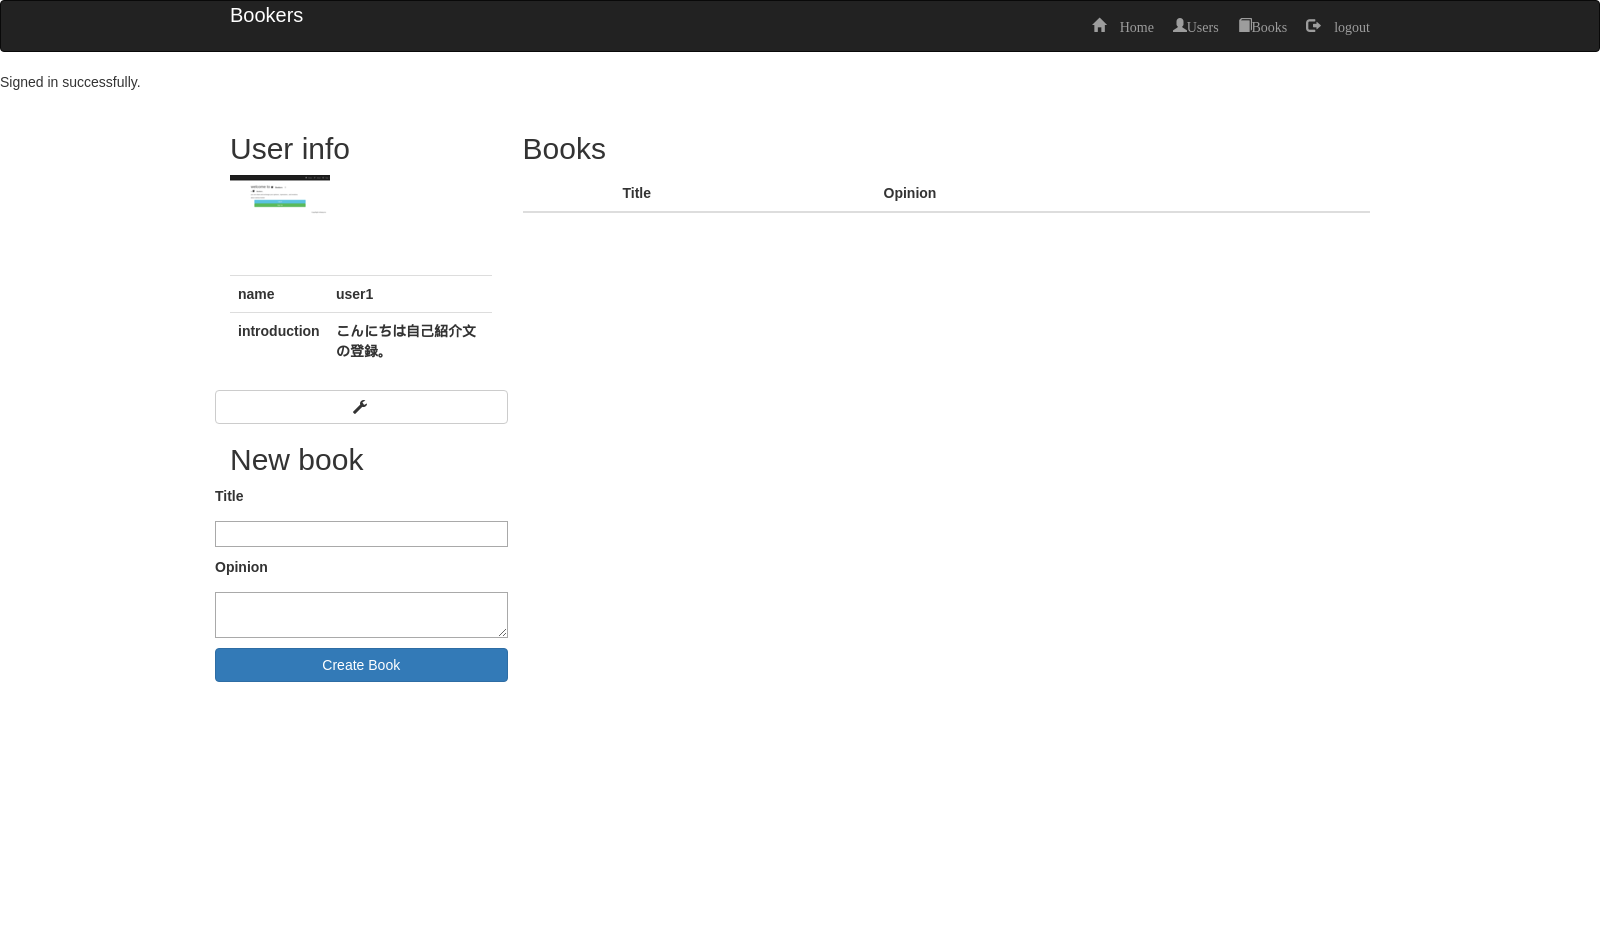 Bookers
Home Users Books logout
Signed in successfully.
User info
name user1
introduction こんにちは自己紹介文
の登録。
New book
Title
Opinion
Create Book
Books
Title Opinion